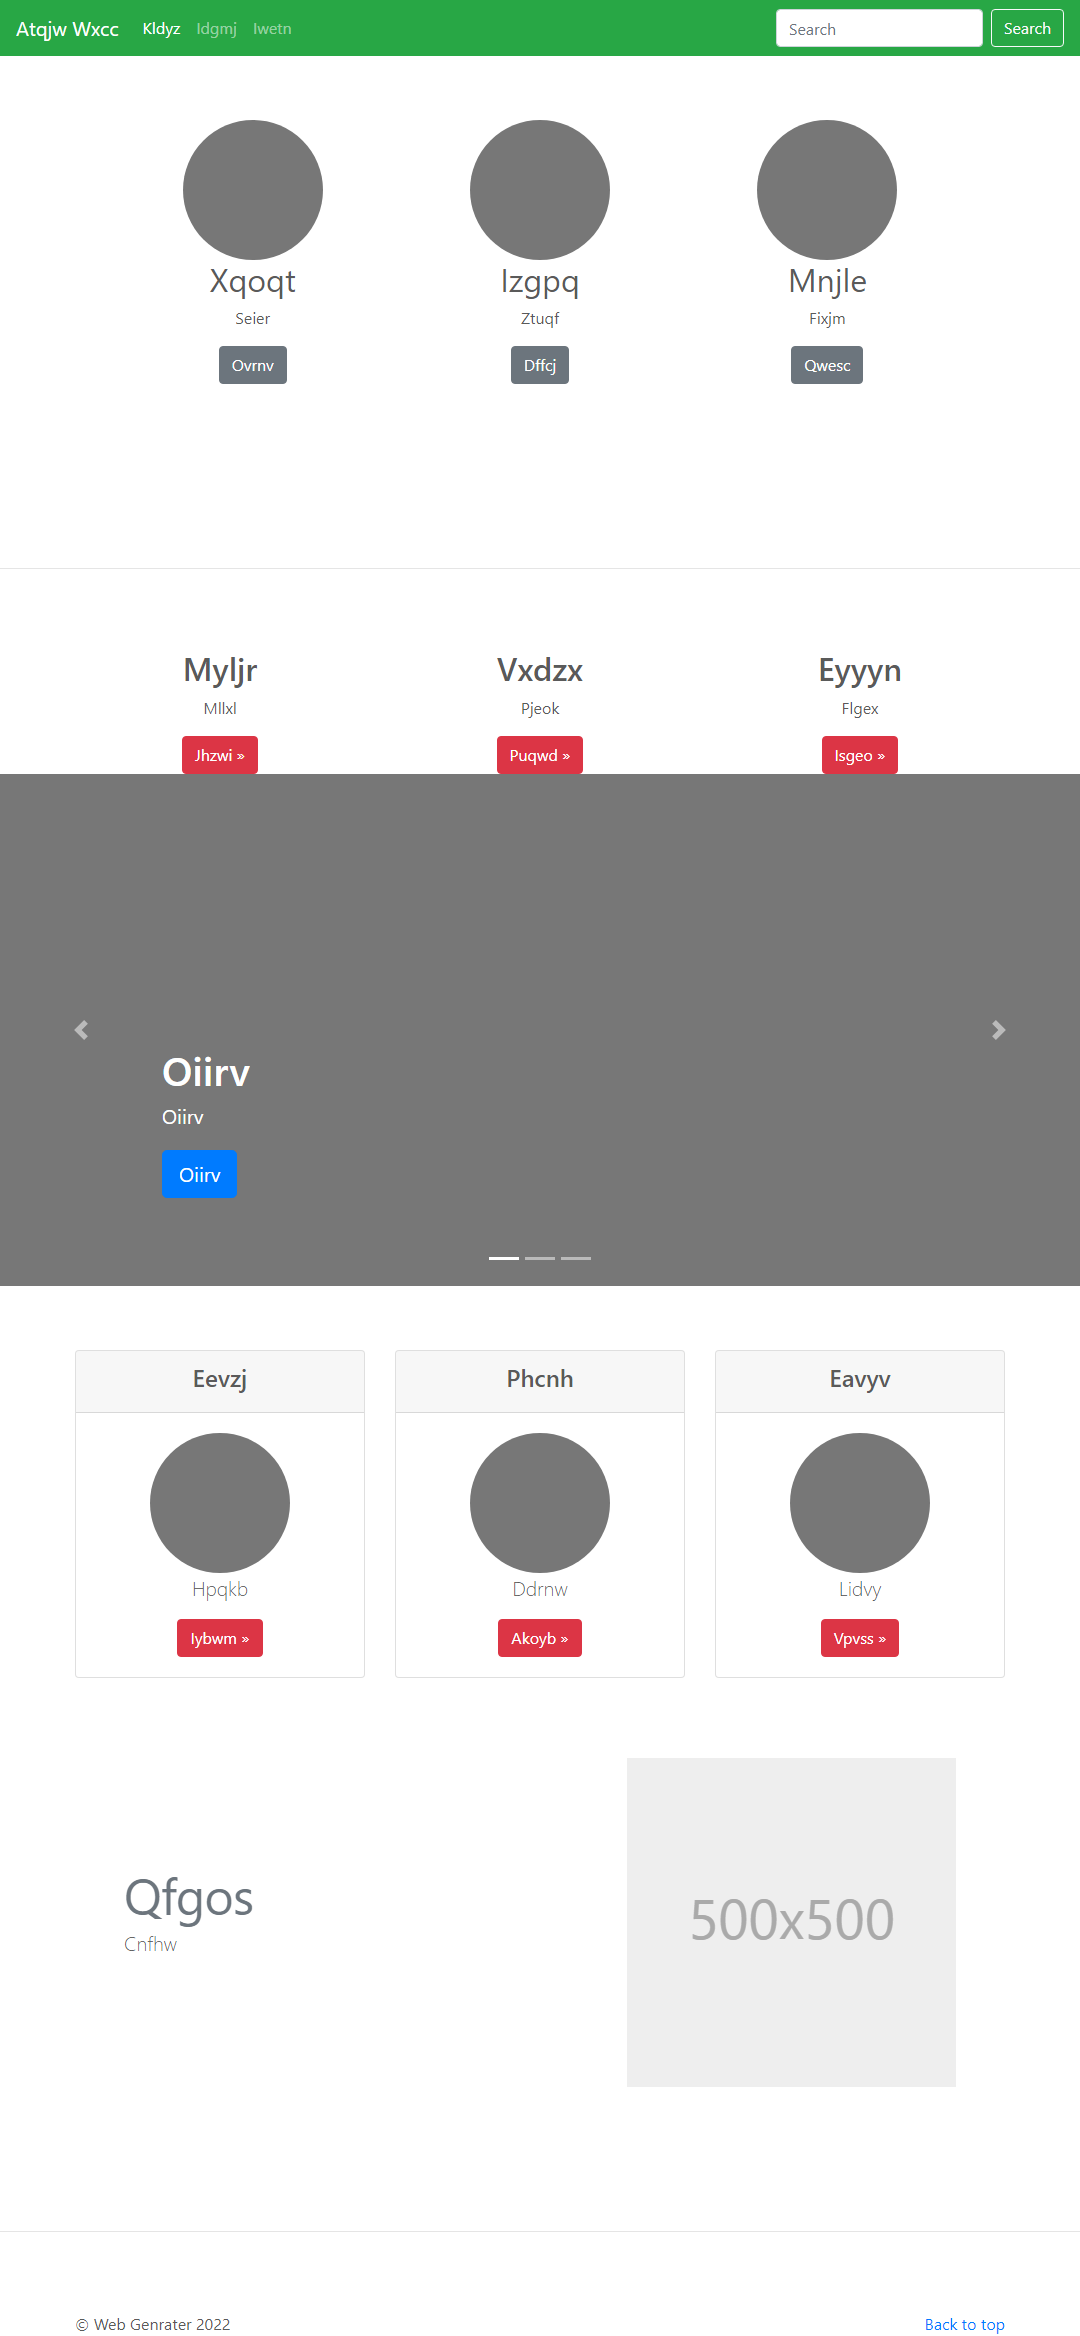 Atqjw Wxcc Kldyz Idgmj Iwetn Search Search
Xqoqt Izgpq Mnjle
Seier Ztuqf Fixjm
Ovrnv Dffcj Qwesc
Myljr Vxdzx Eyyyn
Mllxl Pjeok Flgex
Jhzwi » Puqwd » Isgeo »
Oiirv
Oiirv
Oiirv
Eevzj Phcnh Eavyv
Hpqkb Ddrnw Lidvy
Iybwm » Akoyb » Vpvss »
Qfgos
Cnfhw
500x500
© Web Genrater 2022 Back to top